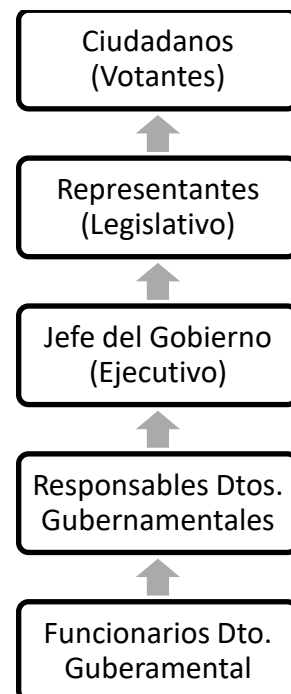 Ciudadanos
(Votantes)
Representantes
(Legislativo)
Jefe del Gobierno
(Ejecutivo)
Responsables Dtos.
Gubernamentales
Funcionarios Dto.
Guberamental